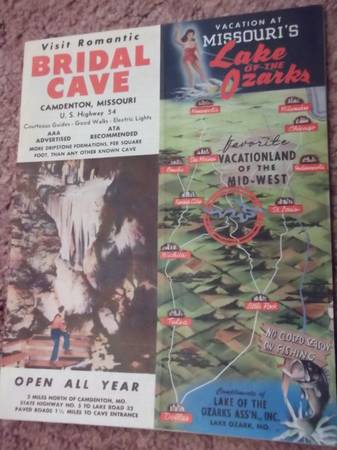 Visit Romantic
BRIDAL
CAVE
CAMDENTON, MISSOURI
U. S. Highway 54
Courteous Guides - Good Walks - Electric Lights
AAA
ADVERTISED
ATA
RECOMMENDED
MORE DRIPSTONE FORMATIONS, PER SQUARE
FOOT, THAN ANY OTHER KNOWN CAVE
OPEN ALL YEAR
2 MILES NORTH OF CAMDENTON, MO.
STATE HIGHWAY NO. 5 TO LAKE ROAD 32
PAVED ROADS 1½ MILES TO CAVE ENTRANCE
VACATION AT
MISSOURI'S
Lake
OF THE
Ozarks
Minneapolis
Milwaukee
Chicago
favorite
VACATIONLAND
OF THE
MID-WEST
Des Moines
Omaha
Indianapolis
Kansas City
St. Louis
Wichita
Little Rock
Tulsa
Dallas
NO CLOSED SEASON
ON FISHING
Compliments of
LAKE OF THE
OZARKS ASS'N., INC.
LAKE OZARK, MO.